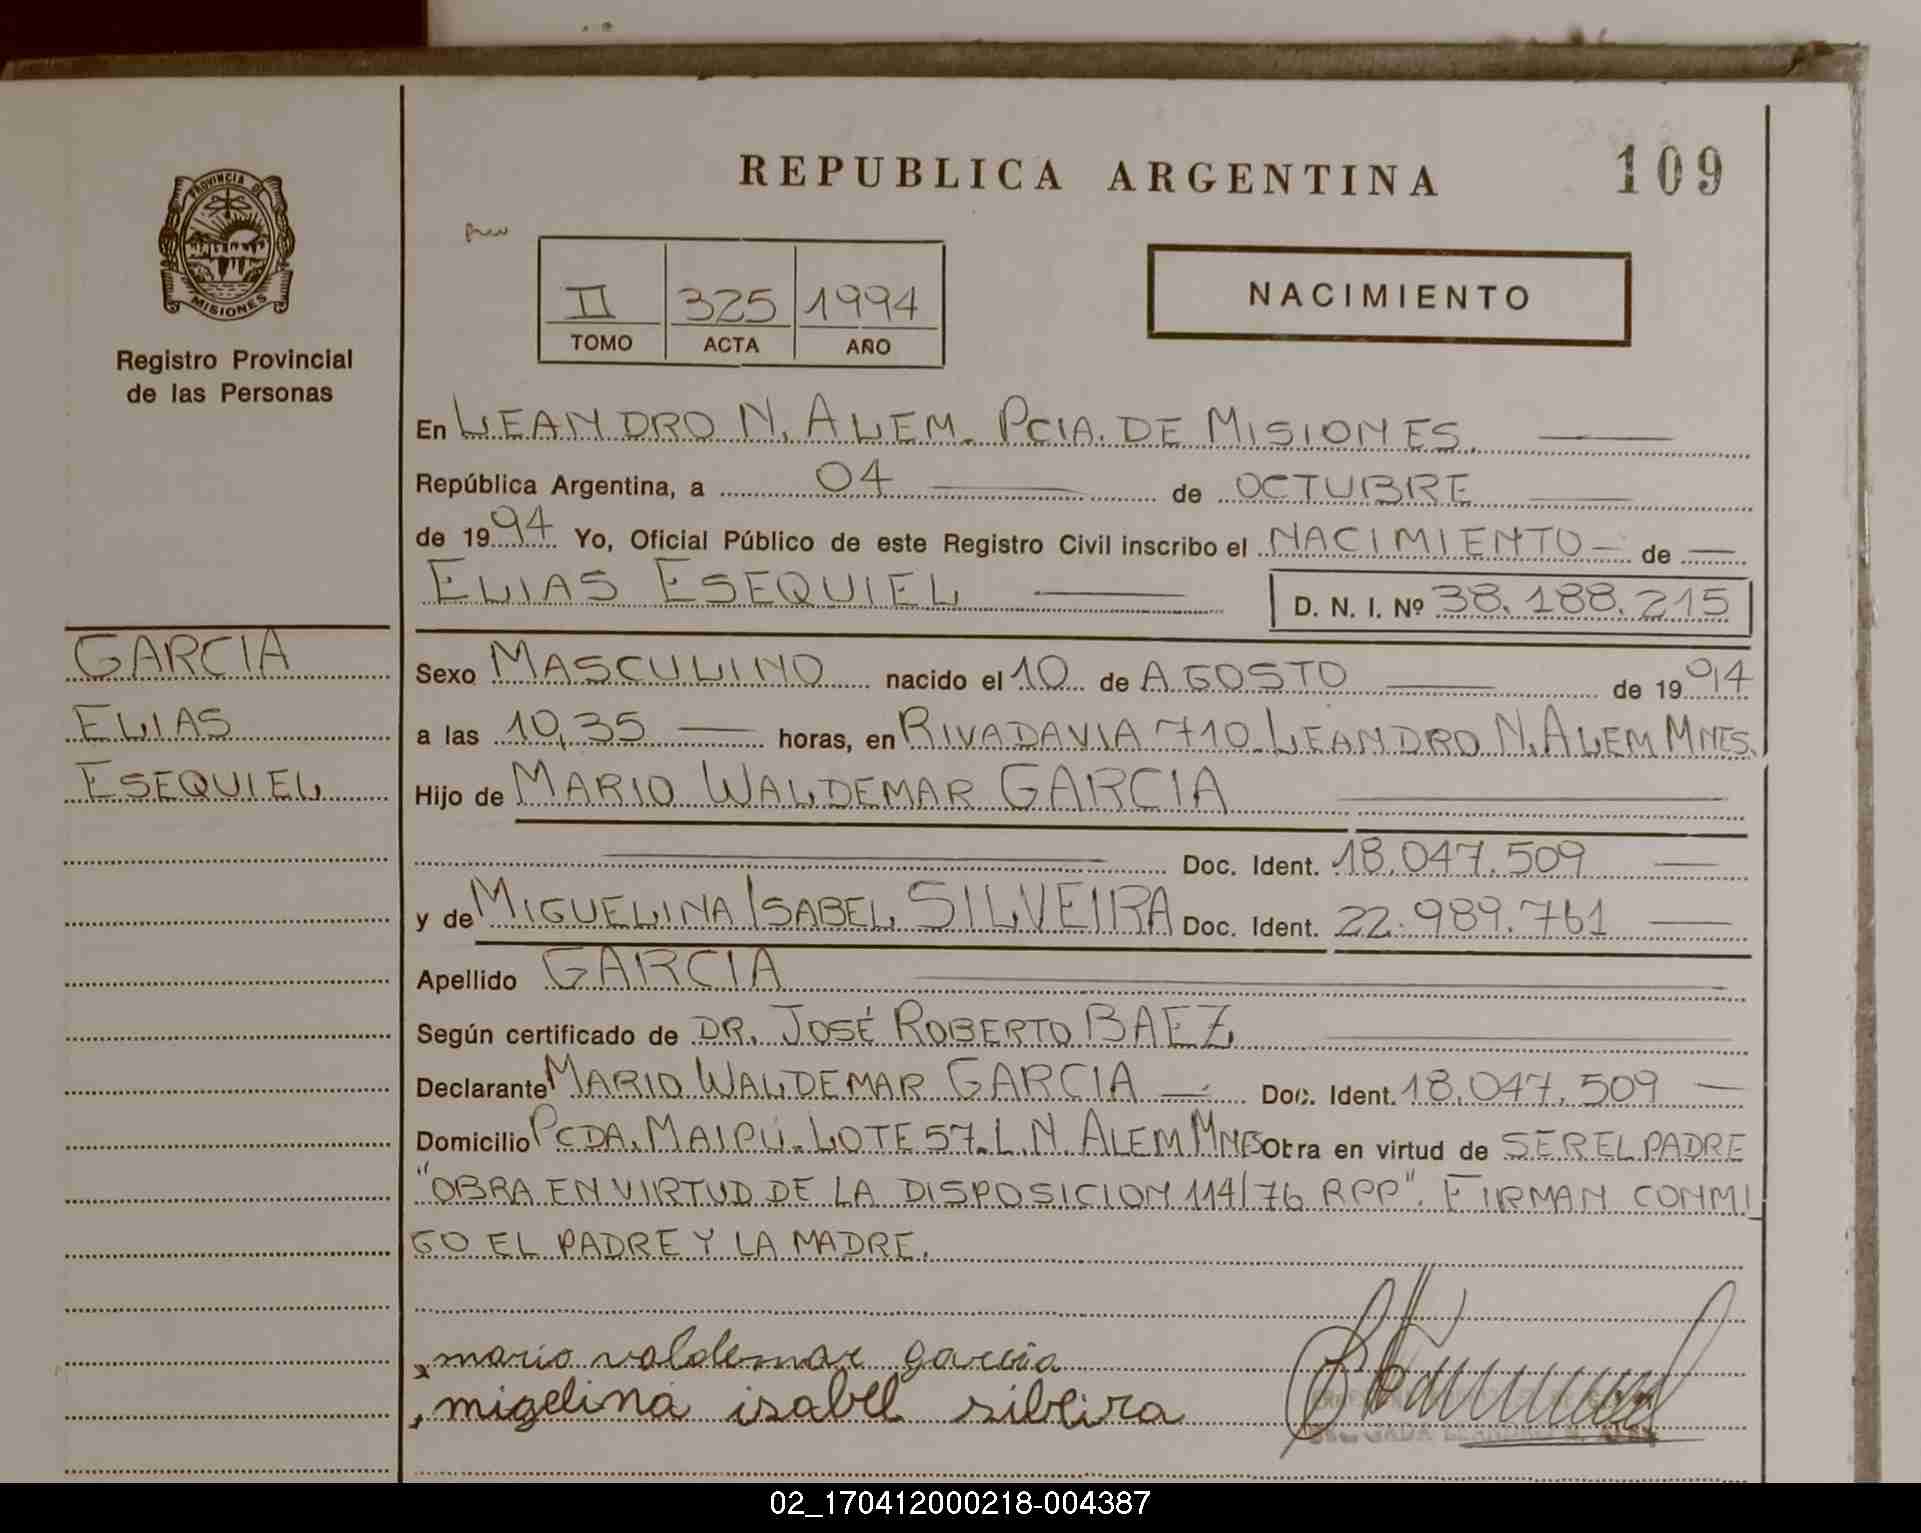 REPUBLICA ARGENTINA
109
PROVINCIA DE
MISIONES
Registro Provincial
de las Personas
II 325 1994
TOMO ACTA AÑO
NACIMIENTO
En LEANDRO N. ALEM. PCIA. DE MISIONES.
República Argentina, a 04 de OCTUBRE
de 1994 Yo, Oficial Público de este Registro Civil inscribo el NACIMIENTO de
ELIAS ESEQUIEL D. N. I. Nº 38.188.215
GARCIA
ELIAS
ESEQUIEL
Sexo MASCULINO nacido el 10 de AGOSTO de 1994
a las 10,35 horas, en RIVADAVIA 710. LEANDRO N. ALEM MNES.
Hijo de MARIO WALDEMAR GARCIA
Doc. Ident. 18.047.509
y de MIGUELINA ISABEL SILVEIRA Doc. Ident. 22.989.761
Apellido GARCIA
Según certificado de DR. JOSÉ ROBERTO BAEZ
Declarante MARIO WALDEMAR GARCIA Doc. Ident. 18.047.509
Domicilio PCDA. MAIPÚ. LOTE 57. L. N. ALEM MNES Obra en virtud de SER EL PADRE
"OBRA EN VIRTUD DE LA DISPOSICION 114/76 RPP". FIRMAN CONMI
GO EL PADRE Y LA MADRE.
x mario valdemar garcia
migelina isabel silbeira
02_170412000218-004387